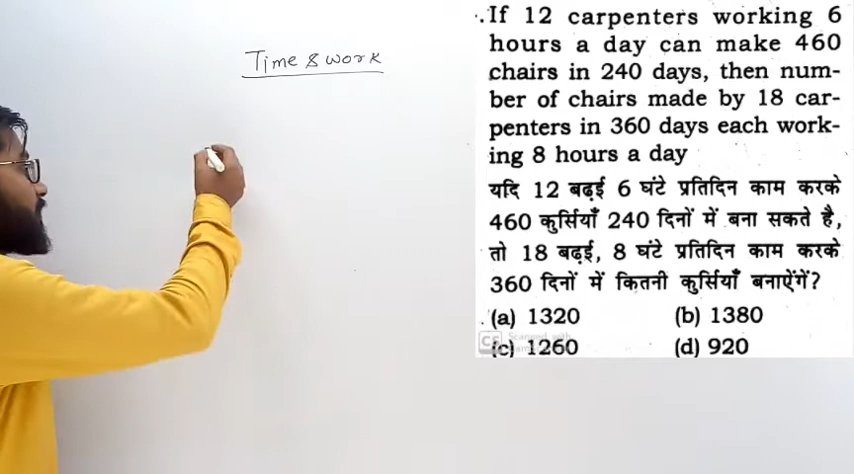 Time & work
.If 12 carpenters working 6
hours a day can make 460
chairs in 240 days, then num-
ber of chairs made by 18 car-
penters in 360 days each work-
ing 8 hours a day
यदि 12 बढ़ई 6 घंटे प्रतिदिन काम करके
460 कुर्सियाँ 240 दिनों में बना सकते है,
तो 18 बढ़ई, 8 घंटे प्रतिदिन काम करके
360 दिनों में कितनी कुर्सियाँ बनाऐंगें?
(a) 1320 (b) 1380
CS Scanned with
(c) 1260 (d) 920